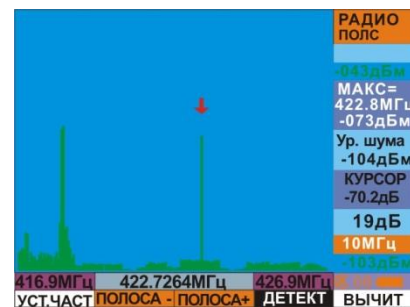 РАДИО
ПОЛС
-043дБм
МАКС=
422.8МГц
-073дБм
Ур. шума
-104дБм
КУРСОР
-70.2дБ
19дБ
10МГц
-103дБм
416.9МГц 422.7264МГц 426.9МГц
УСТ.ЧАСТ ПОЛОСА - ПОЛОСА+ ДЕТЕКТ ВЫЧИТ